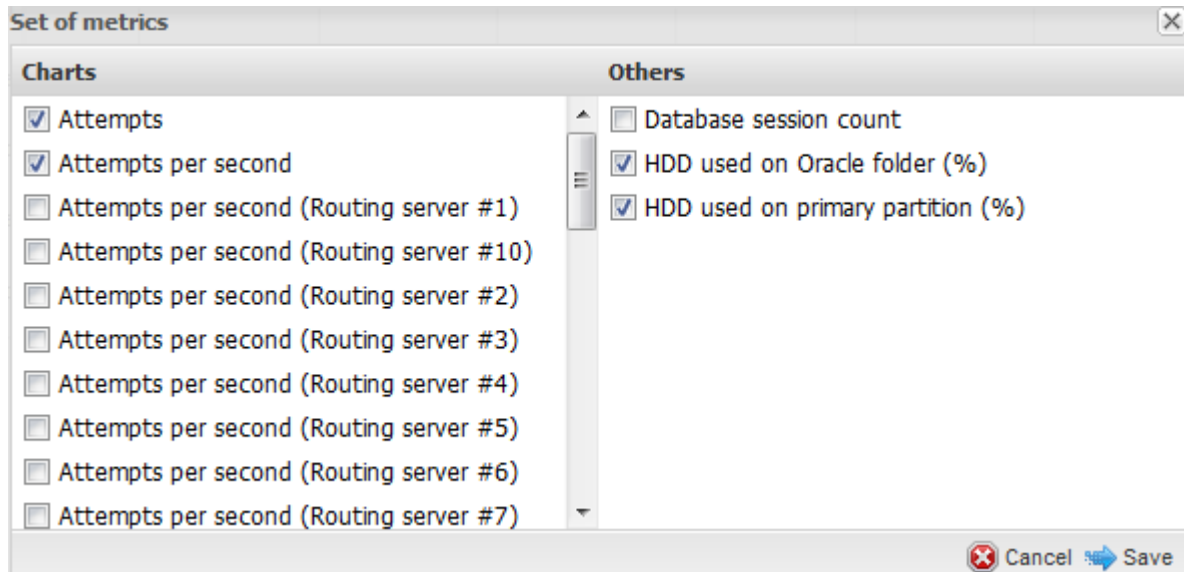 Set of metrics
Charts
Attempts
Attempts per second
Attempts per second (Routing server #1)
Attempts per second (Routing server #10)
Attempts per second (Routing server #2)
Attempts per second (Routing server #3)
Attempts per second (Routing server #4)
Attempts per second (Routing server #5)
Attempts per second (Routing server #6)
Attempts per second (Routing server #7)
Others
Database session count
HDD used on Oracle folder (%)
HDD used on primary partition (%)
Cancel
Save